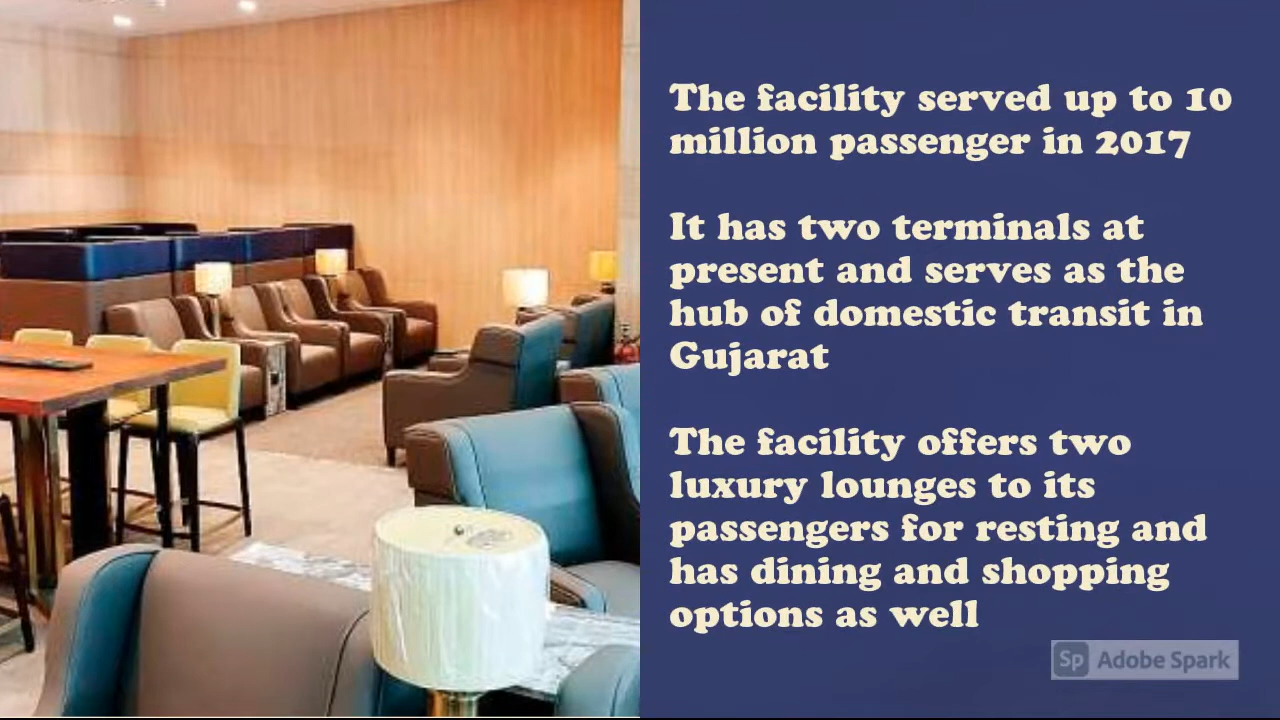 The facility served up to 10
million passenger in 2017
It has two terminals at
present and serves as the
hub of domestic transit in
Gujarat
The facility offers two
luxury lounges to its
passengers for resting and
has dining and shopping
options as well
Sp Adobe Spark